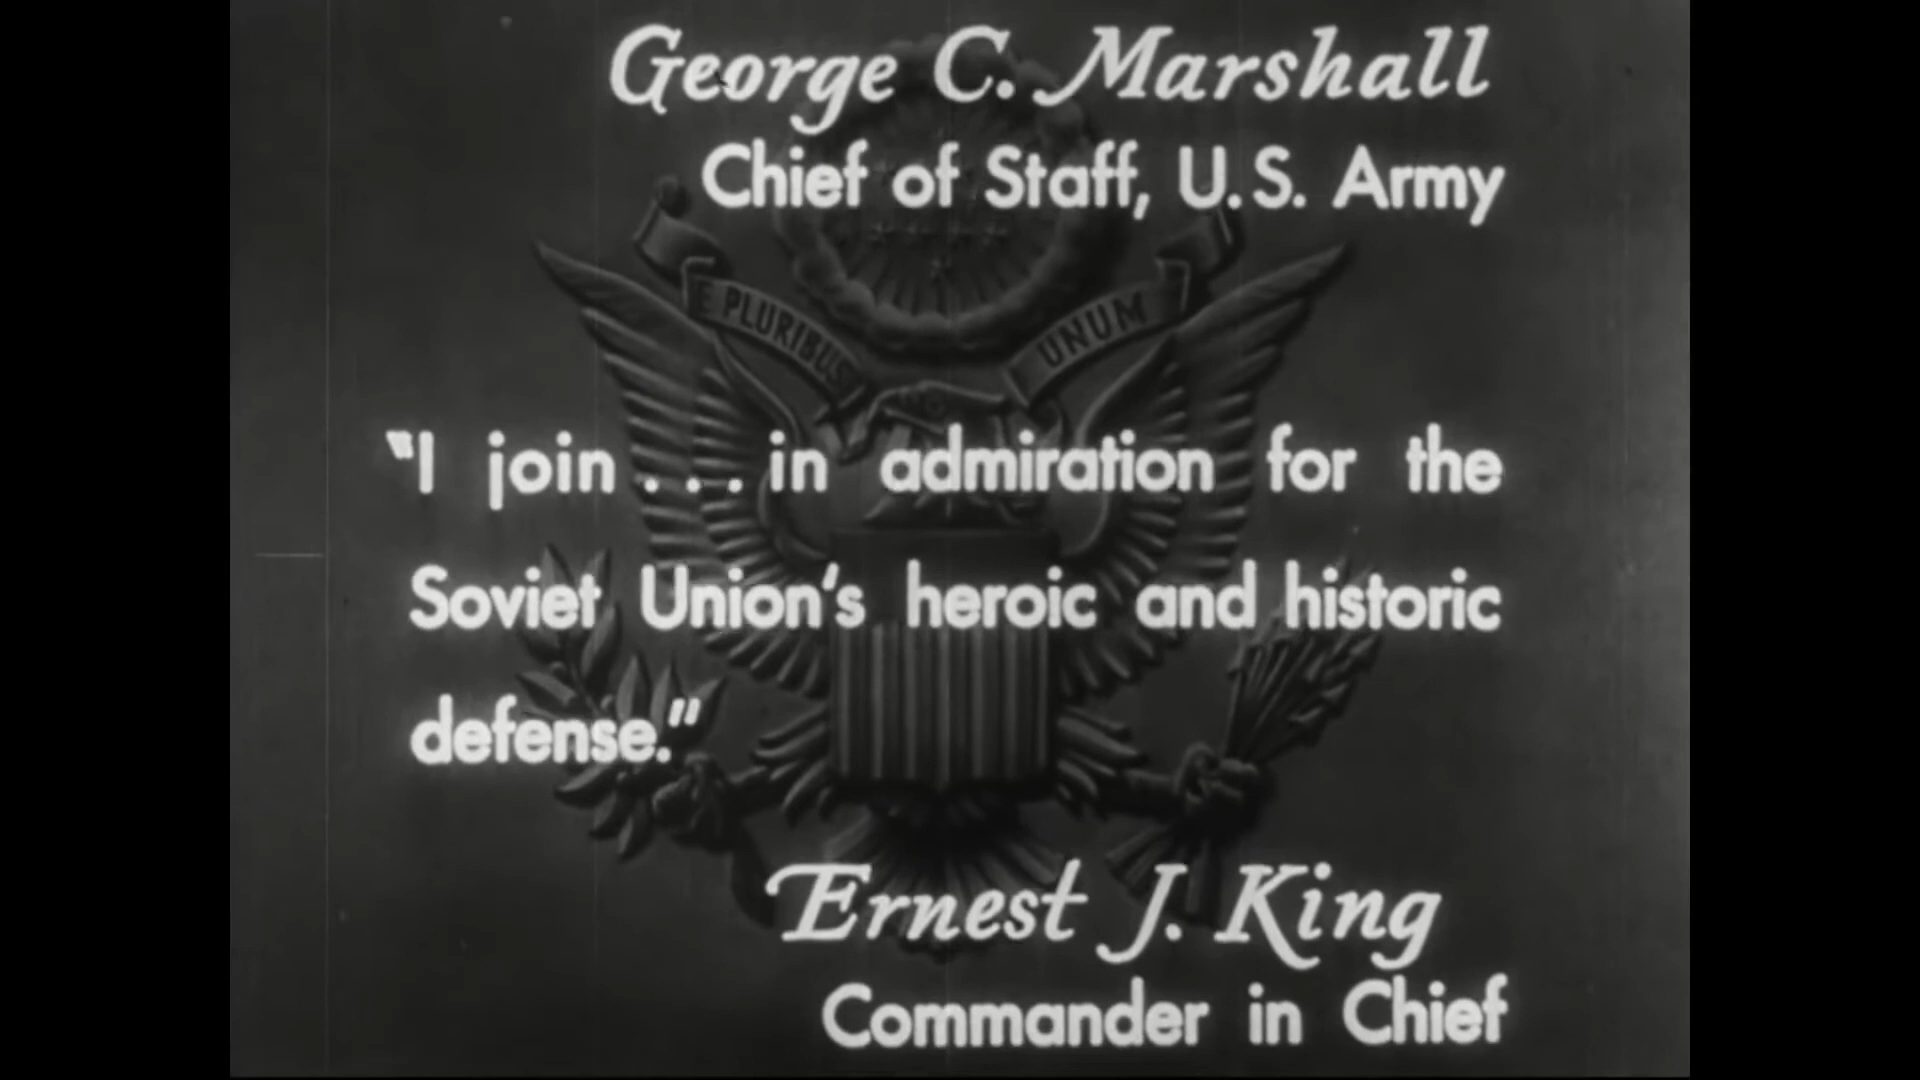 George C. Marshall
Chief of Staff, U.S. Army
E PLURIBUS UNUM
"I join . . . in admiration for the
Soviet Union's heroic and historic
defense."
Ernest J. King
Commander in Chief